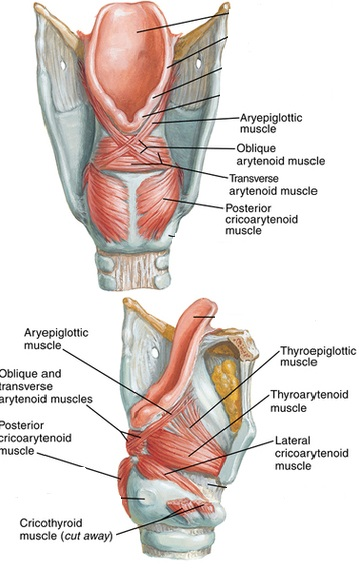 Aryepiglottic
muscle
Oblique
arytenoid muscle
Transverse
arytenoid muscle
Posterior
cricoarytenoid
muscle
Aryepiglottic
muscle
Oblique and
transverse
arytenoid muscles
Posterior
cricoarytenoid
muscle
Cricothyroid
muscle (cut away)
Thyroepiglottic
muscle
Thyroarytenoid
muscle
Lateral
cricoarytenoid
muscle